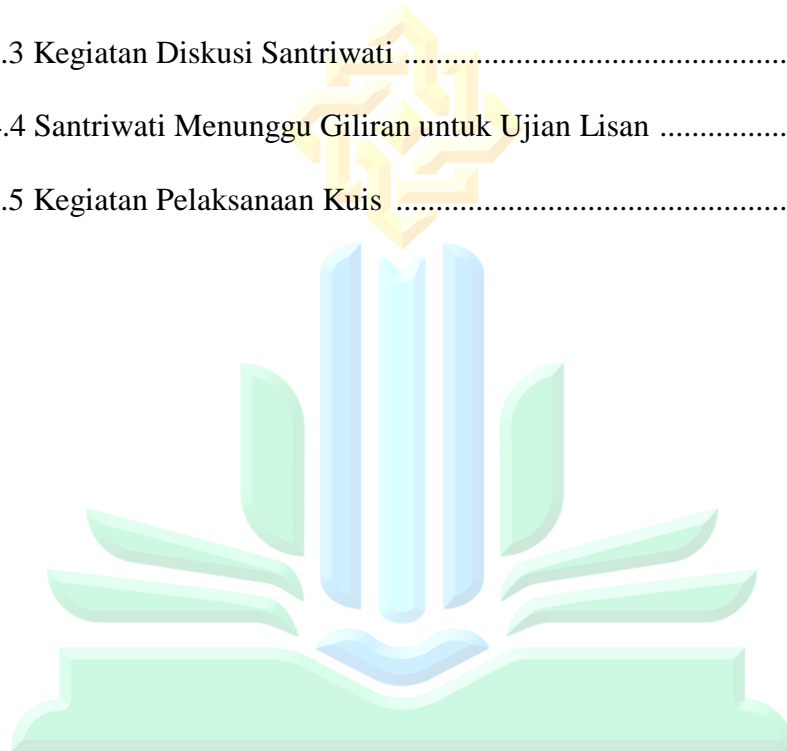 .3 Kegiatan Diskusi Santriwati ................................................
.4 Santriwati Menunggu Giliran untuk Ujian Lisan ................
.5 Kegiatan Pelaksanaan Kuis .................................................